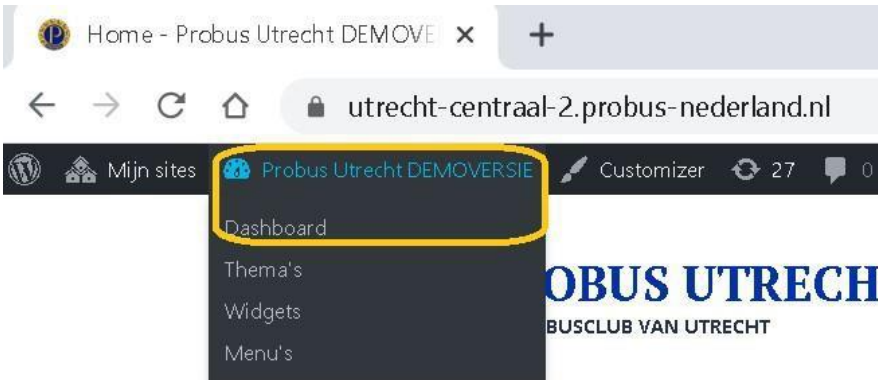 Home - Probus Utrecht DEMOVE
utrecht-centraal-2.probus-nederland.nl
Mijn sites Probus Utrecht DEMOVERSIE Customizer 27 0
Dashboard
Thema's
Widgets
Menu's
OBUS UTRECH
BUSCLUB VAN UTRECHT